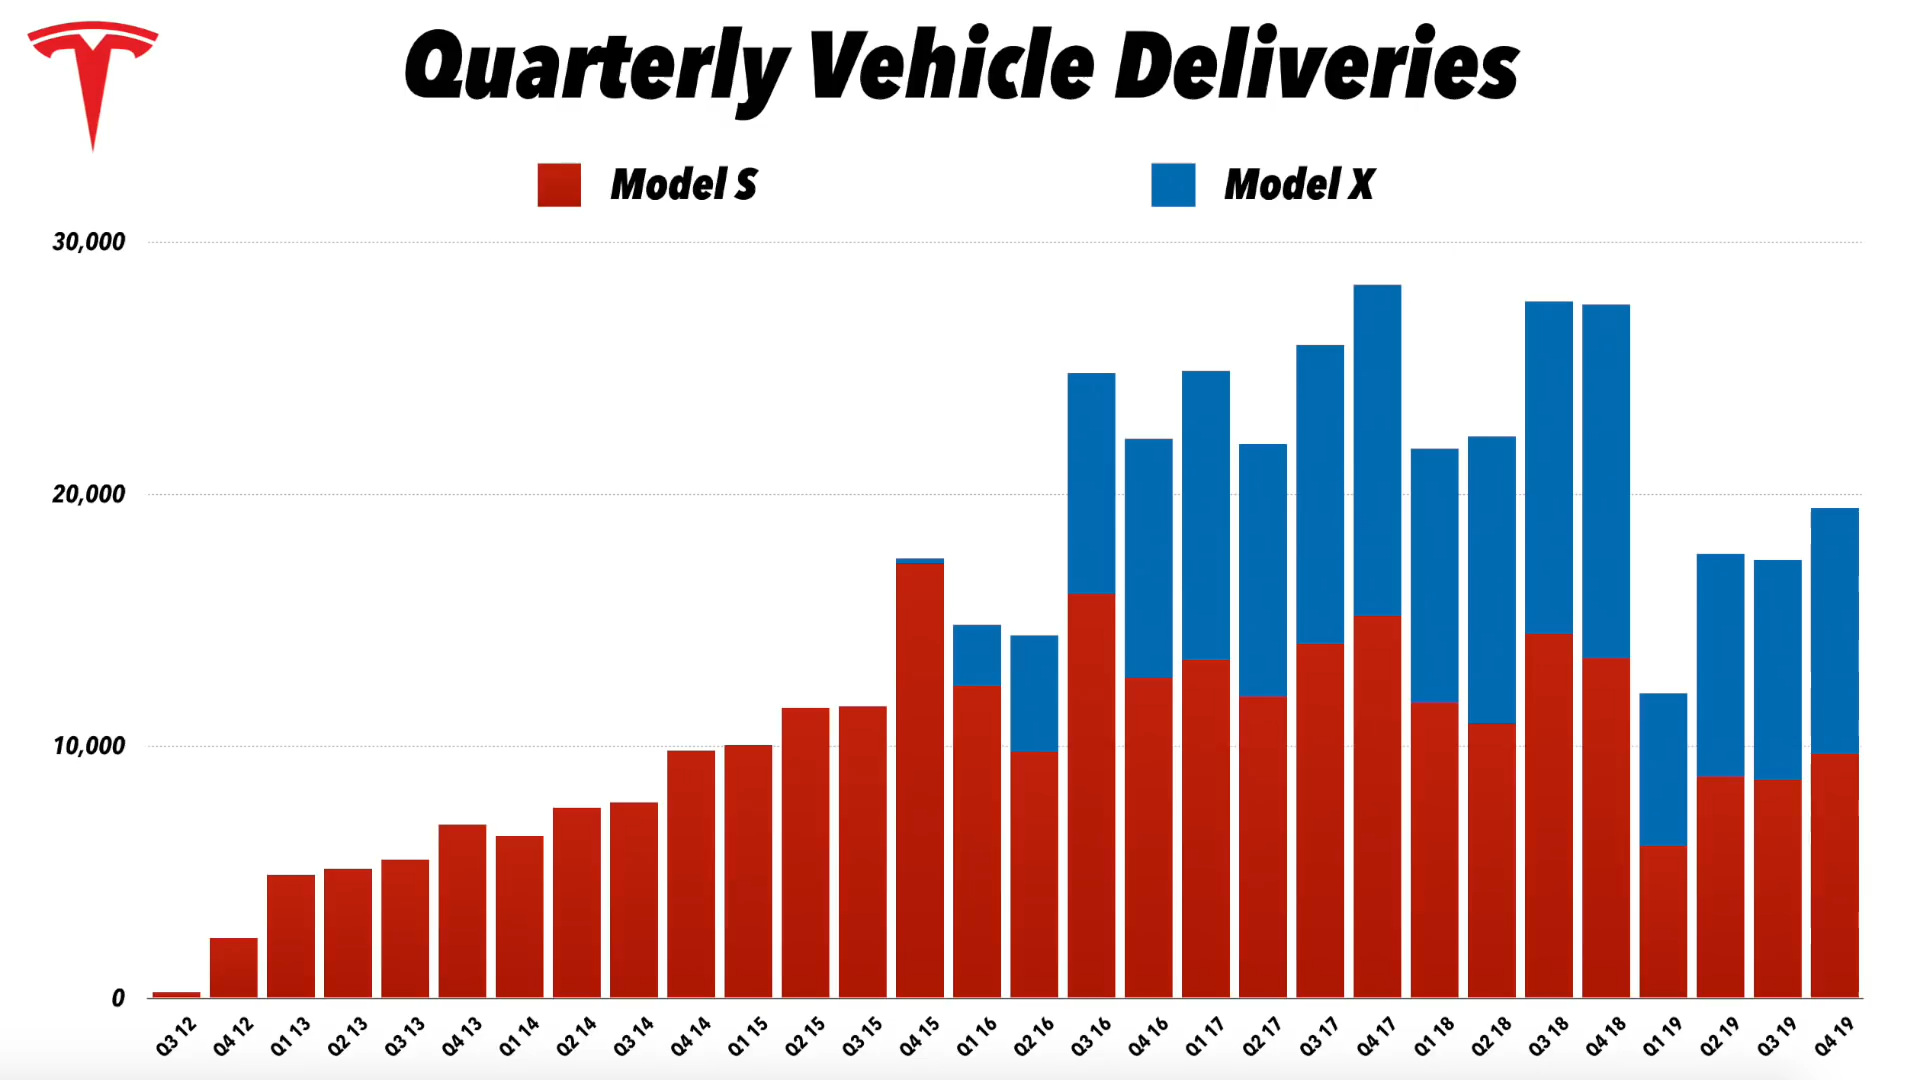 Quarterly Vehicle Deliveries
Model S
Model X
30,000
20,000
10,000
0
Q3 12
Q4 12
Q1 13
Q2 13
Q3 13
Q4 13
Q1 14
Q2 14
Q3 14
Q4 14
Q1 15
Q2 15
Q3 15
Q4 15
Q1 16
Q2 16
Q3 16
Q4 16
Q1 17
Q2 17
Q3 17
Q4 17
Q1 18
Q2 18
Q3 18
Q4 18
Q1 19
Q2 19
Q3 19
Q4 19